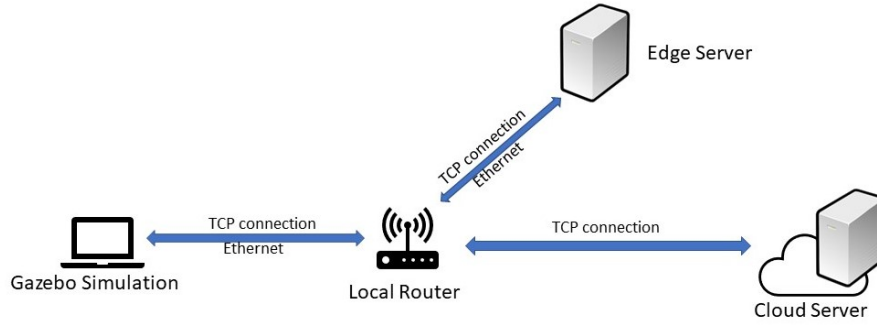 Edge Server
TCP connection
Ethernet
TCP connection
Ethernet
TCP connection
Gazebo Simulation
Local Router
Cloud Server